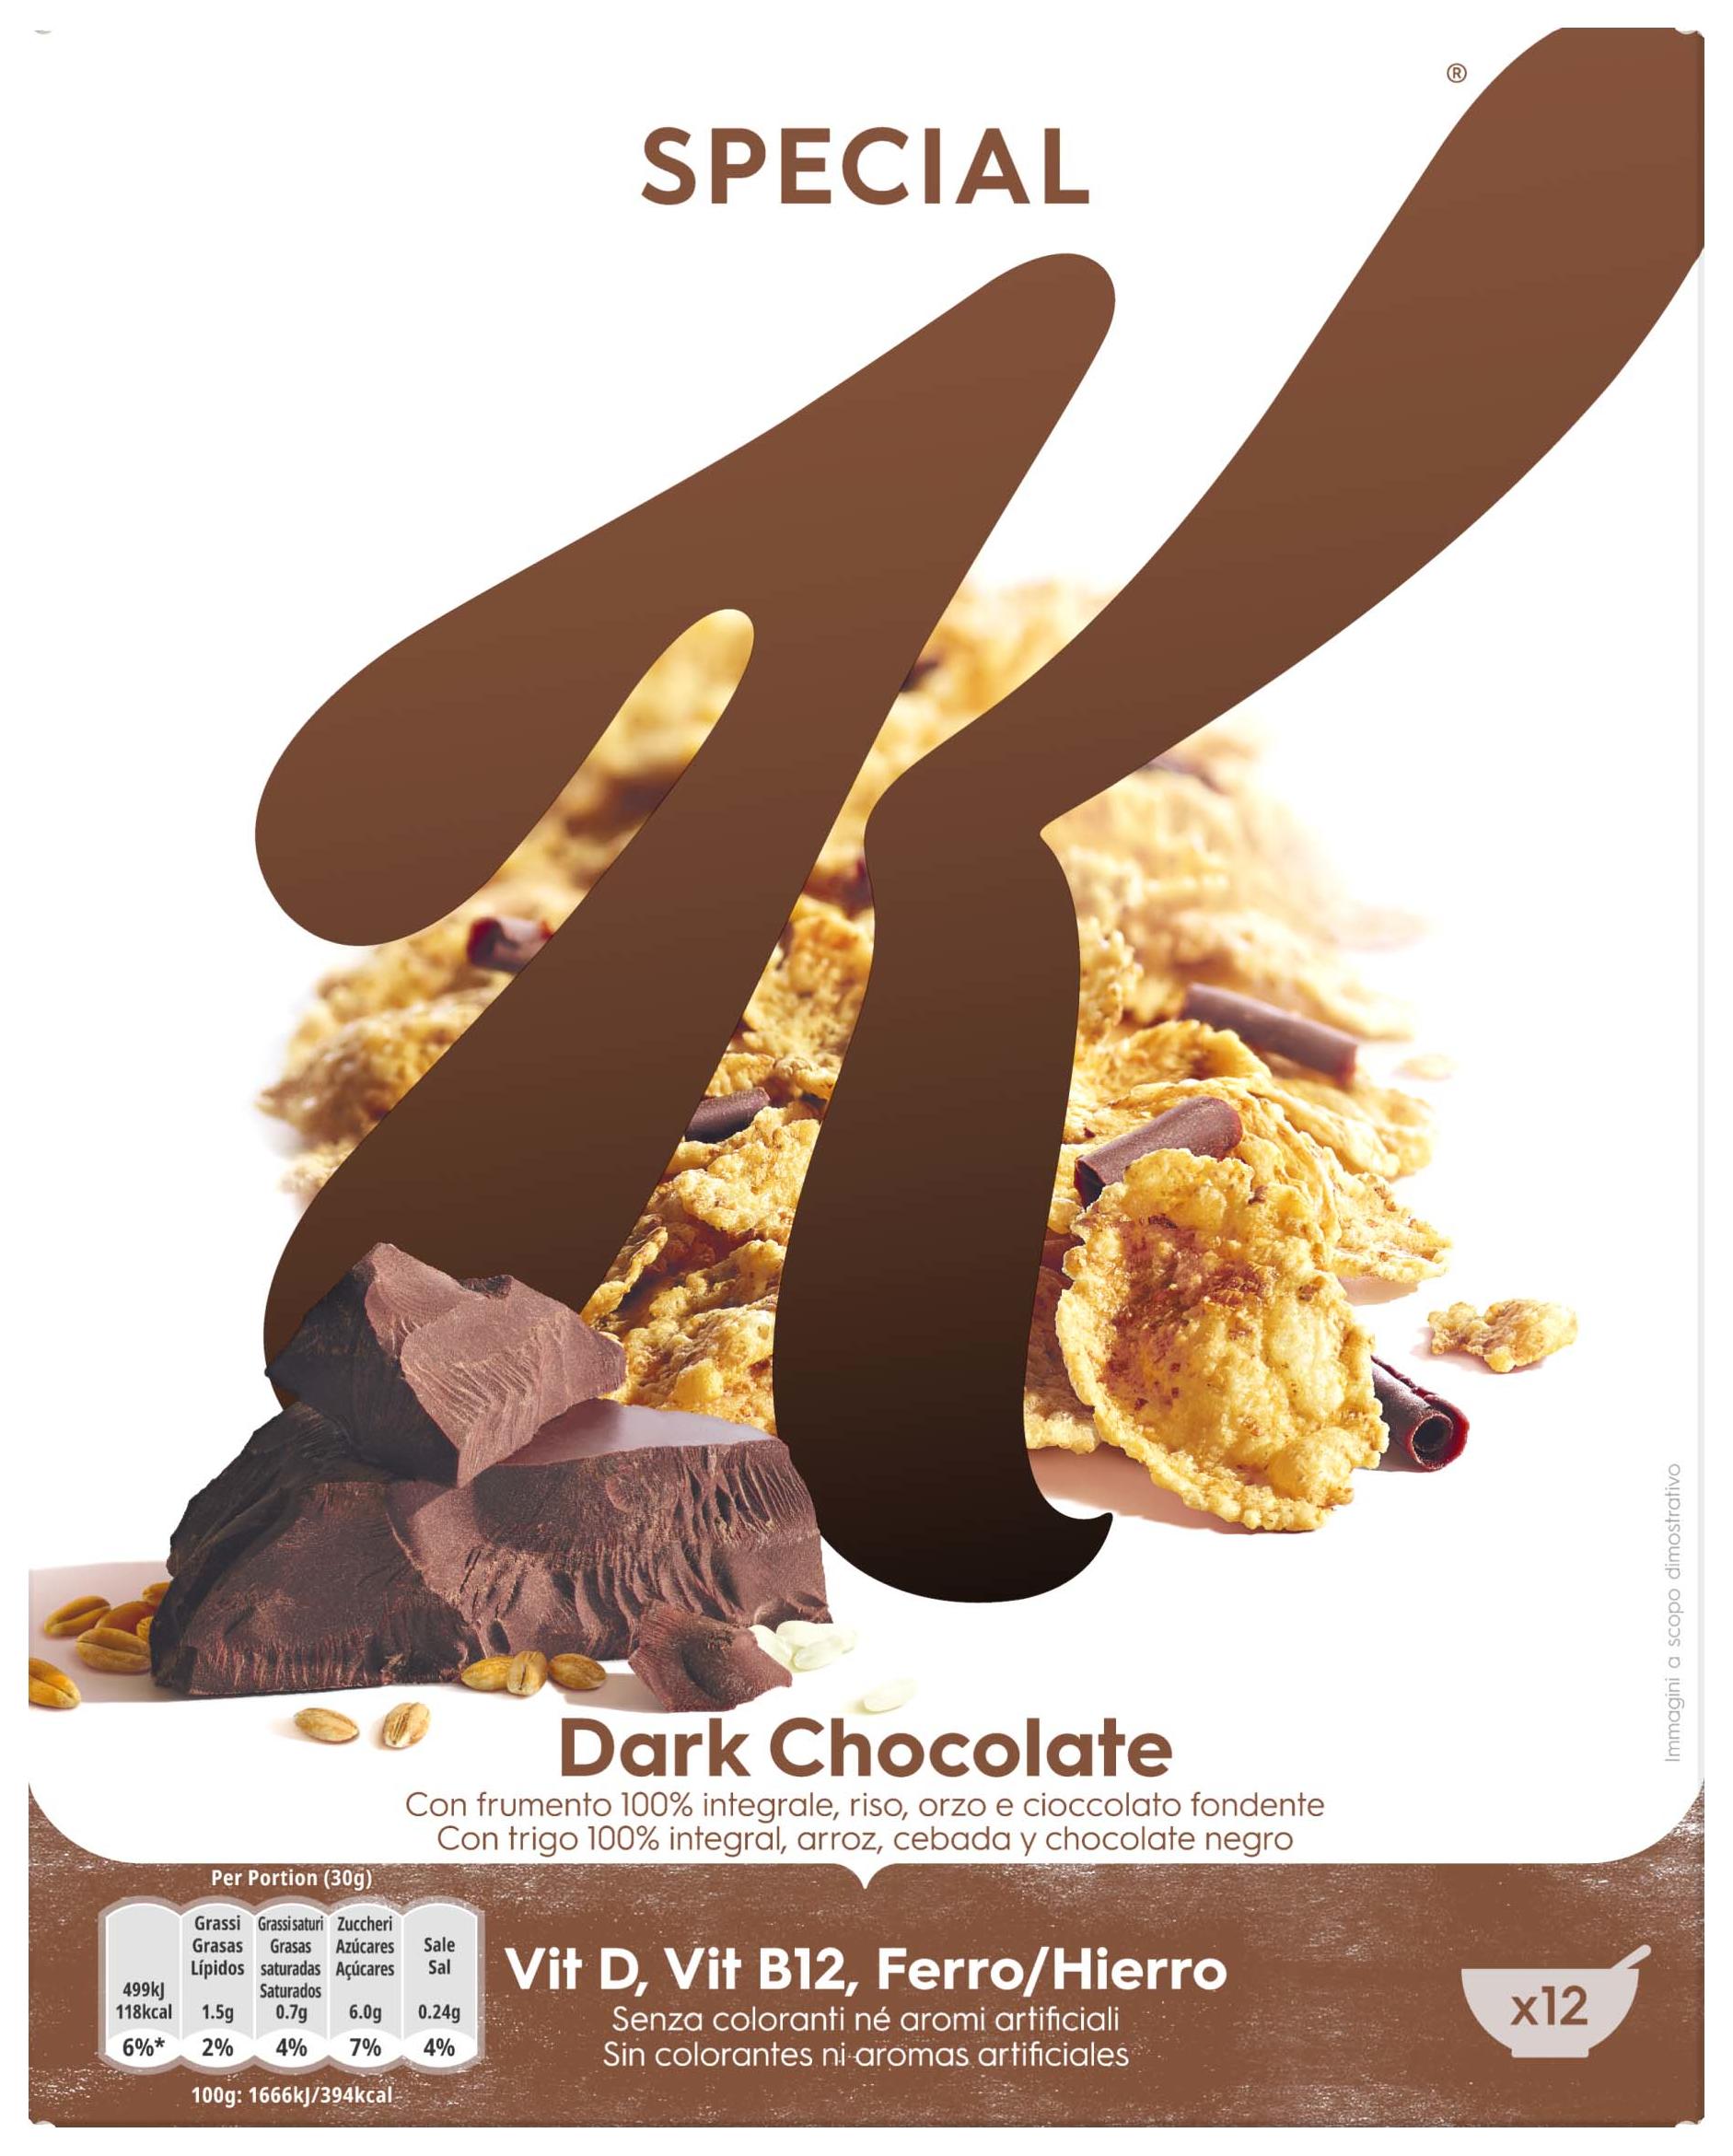 ®
SPECIAL
K
Immagini a scopo dimostrativo
Dark Chocolate
Con frumento 100% integrale, riso, orzo e cioccolato fondente
Con trigo 100% integral, arroz, cebada y chocolate negro
Per Portion (30g)
499kJ
118kcal
6%*
Grassi
Grasas
Lípidos
1.5g
2%
Grassi saturi
Grasas
saturadas
Saturados
0.7g
4%
Zuccheri
Azúcares
Açúcares
6.0g
7%
Sale
Sal
0.24g
4%
100g: 1666kJ/394kcal
Vit D, Vit B12, Ferro/Hierro
Senza coloranti né aromi artificiali
Sin colorantes ni aromas artificiales
x12